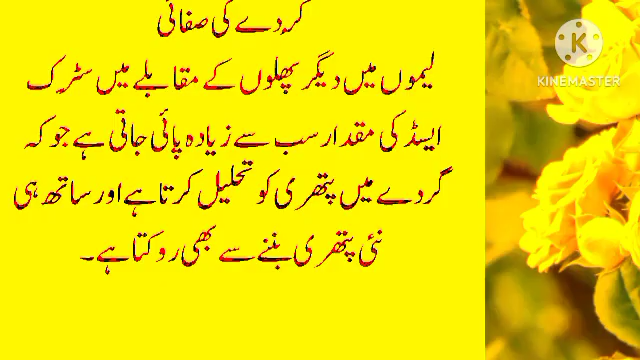 گردے کی صفائی
لیموں میں دیگر پھلوں کے مقابلے میں سٹرک
ایسڈ کی مقدار سب سے زیادہ پائی جاتی ہے جو کہ
گردے میں پتھری کو تحلیل کرتا ہے اور ساتھ ہی
نئی پتھری بننے سے بھی روکتا ہے۔
K
KINEMASTER